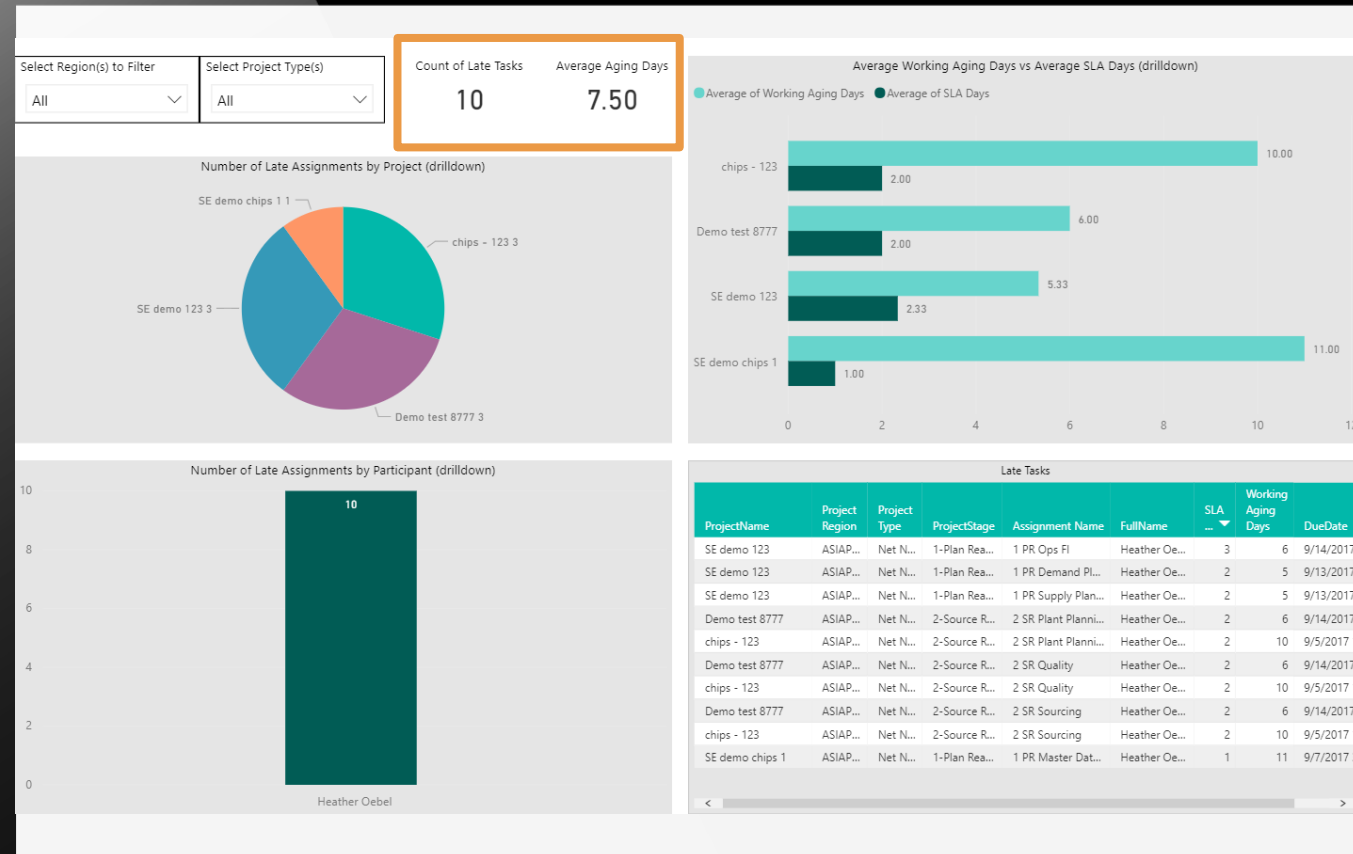 Select Region(s) to Filter
All
Select Project Type(s)
All
Count of Late Tasks
10
Average Aging Days
7.50
Number of Late Assignments by Project (drilldown)
SE demo chips 1 1
chips - 123 3
SE demo 123 3
Demo test 8777 3
Average Working Aging Days vs Average SLA Days (drilldown)
Average of Working Aging Days Average of SLA Days
chips - 123 10.00
2.00
Demo test 8777 6.00
2.00
SE demo 123 5.33
2.33
SE demo chips 1 11.00
1.00
0 2 4 6 8 10 12
Number of Late Assignments by Participant (drilldown)
10
8
6
4
2
0
10
Heather Oebel
Late Tasks
ProjectName Project Region Project Type ProjectStage Assignment Name FullName SLA ... Working Aging Days DueDate
SE demo 123 ASIAP... Net N... 1-Plan Rea... 1 PR Ops FI Heather Oe... 3 6 9/14/2017
SE demo 123 ASIAP... Net N... 1-Plan Rea... 1 PR Demand Pl... Heather Oe... 2 5 9/13/2017
SE demo 123 ASIAP... Net N... 1-Plan Rea... 1 PR Supply Plan... Heather Oe... 2 5 9/13/2017
Demo test 8777 ASIAP... Net N... 2-Source R... 2 SR Plant Planni... Heather Oe... 2 6 9/14/2017
chips - 123 ASIAP... Net N... 2-Source R... 2 SR Plant Planni... Heather Oe... 2 10 9/5/2017
Demo test 8777 ASIAP... Net N... 2-Source R... 2 SR Quality Heather Oe... 2 6 9/14/2017
chips - 123 ASIAP... Net N... 2-Source R... 2 SR Quality Heather Oe... 2 10 9/5/2017
Demo test 8777 ASIAP... Net N... 2-Source R... 2 SR Sourcing Heather Oe... 2 6 9/14/2017
chips - 123 ASIAP... Net N... 2-Source R... 2 SR Sourcing Heather Oe... 2 10 9/5/2017
SE demo chips 1 ASIAP... Net N... 1-Plan Rea... 1 PR Master Dat... Heather Oe... 1 11 9/7/2017